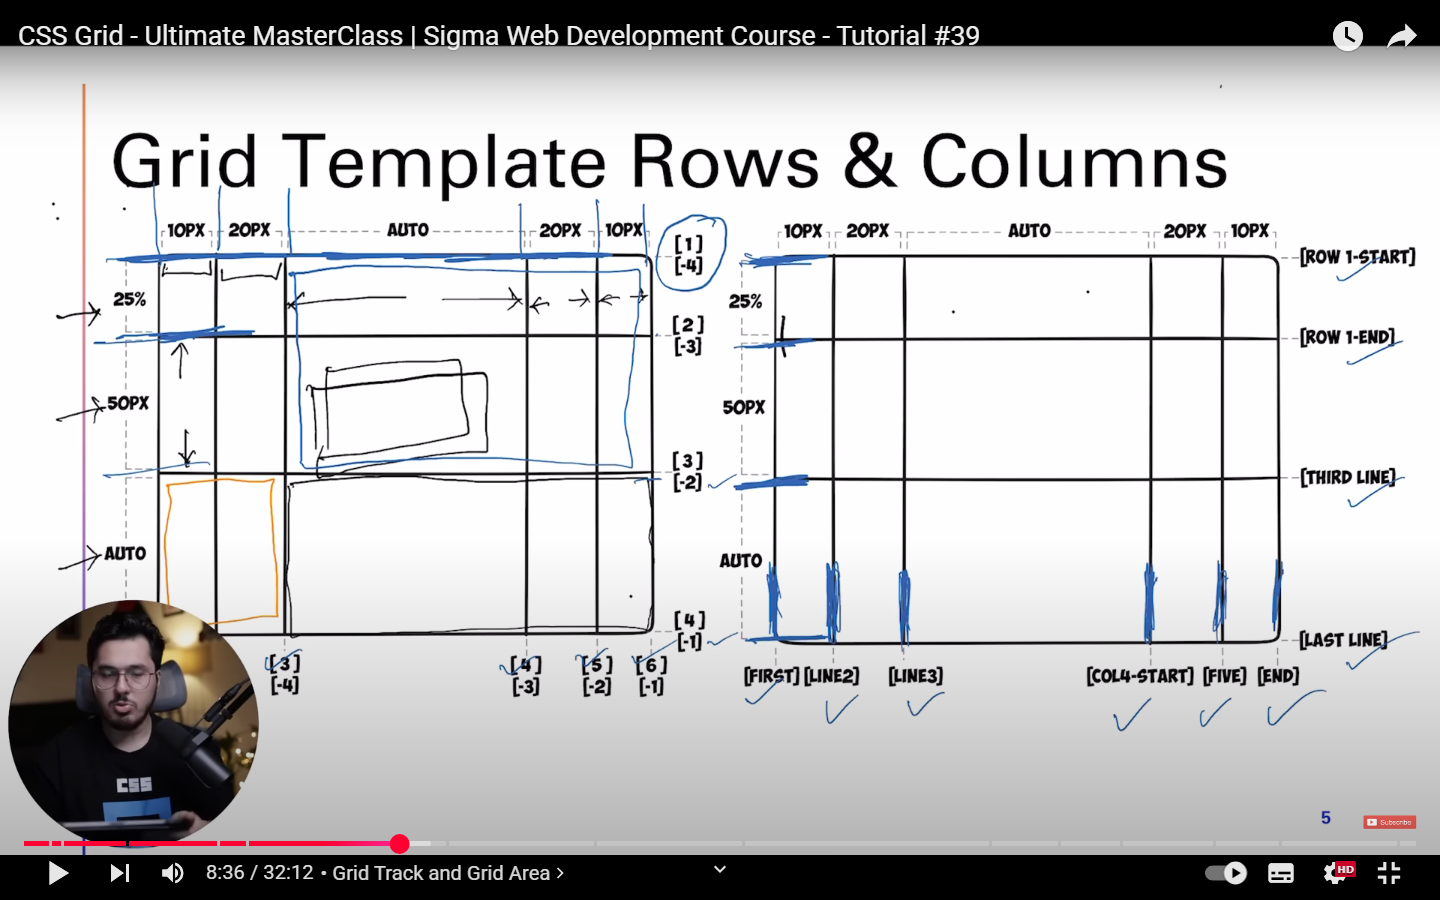 CSS Grid - Ultimate MasterClass | Sigma Web Development Course - Tutorial #39
Grid Template Rows & Columns
10PX 20PX AUTO 20PX 10PX
[1]
[-4]
25%
[2]
[-3]
50PX
[3]
[-2]
AUTO
[4]
[-1]
[3] [4] [5] [6]
[-4] [-3] [-2] [-1]
10PX 20PX AUTO 20PX 10PX
[ROW 1-START]
25%
[ROW 1-END]
50PX
[THIRD LINE]
AUTO
[LAST LINE]
[FIRST] [LINE2] [LINE3] [COL4-START] [FIVE] [END]
CSS
5
Subscribe
8:36 / 32:12 • Grid Track and Grid Area >
HD